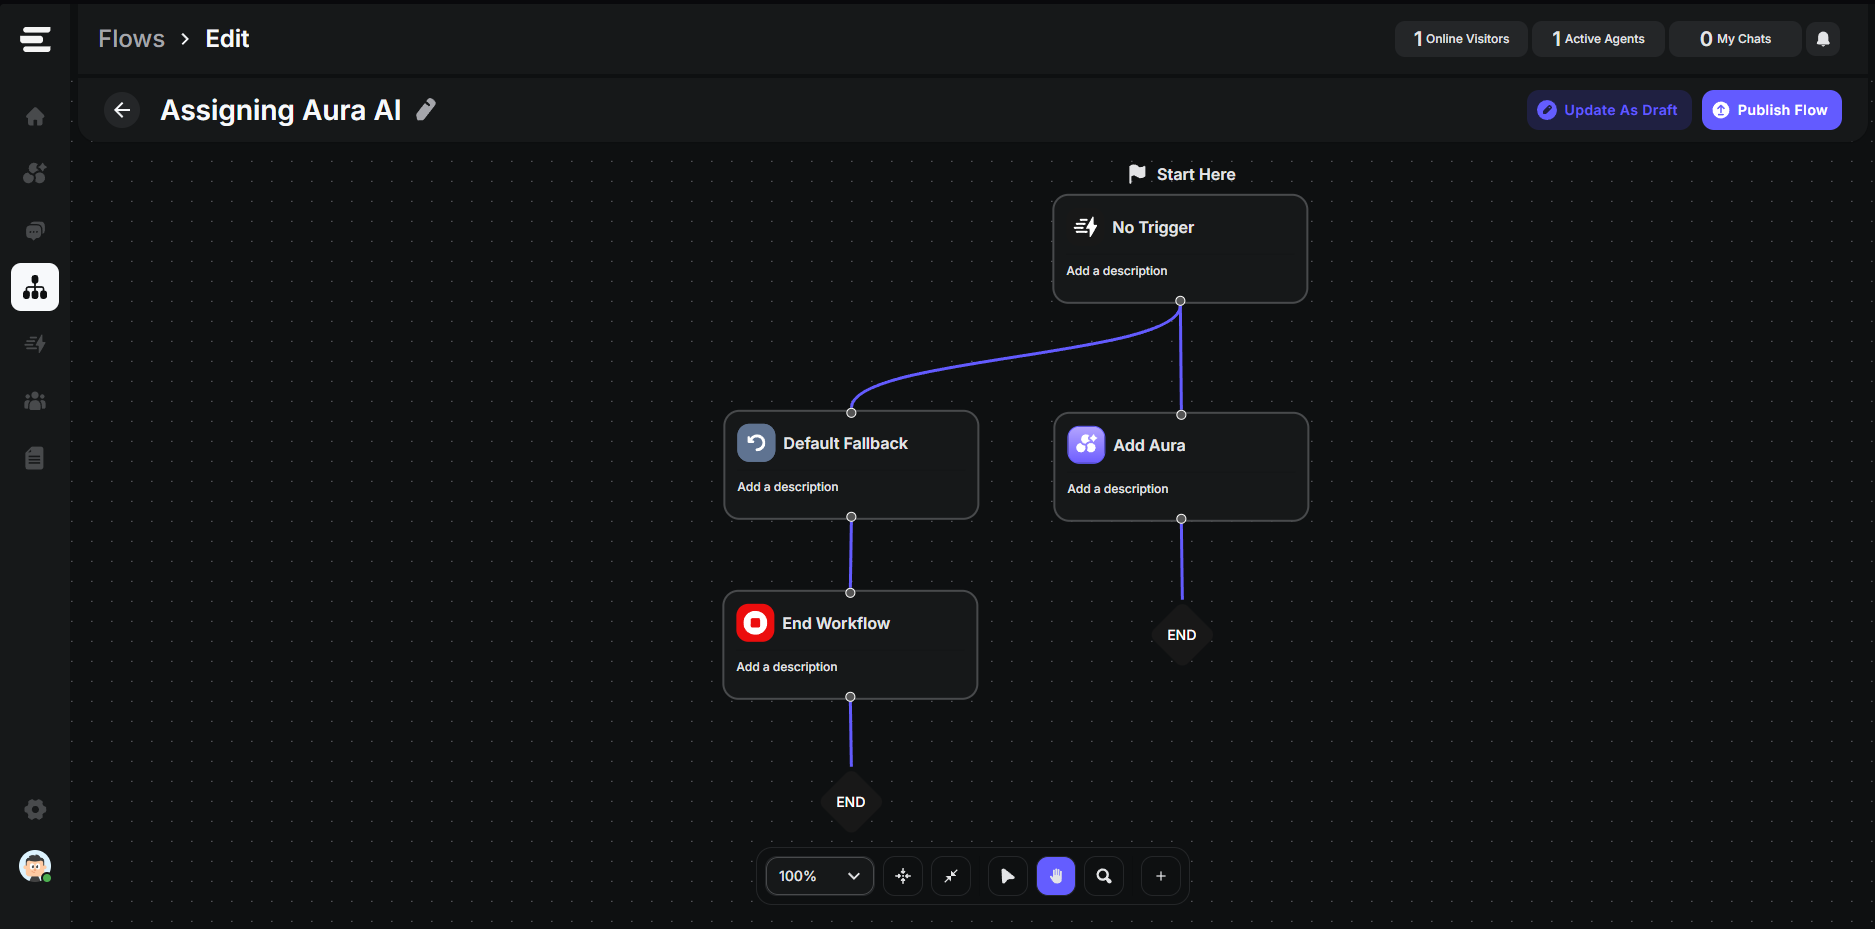 Flows > Edit
1 Online Visitors
1 Active Agents
0 My Chats
Assigning Aura AI
Update As Draft
Publish Flow
Start Here
No Trigger
Add a description
Default Fallback
Add a description
Add Aura
Add a description
End Workflow
Add a description
END
END
100%